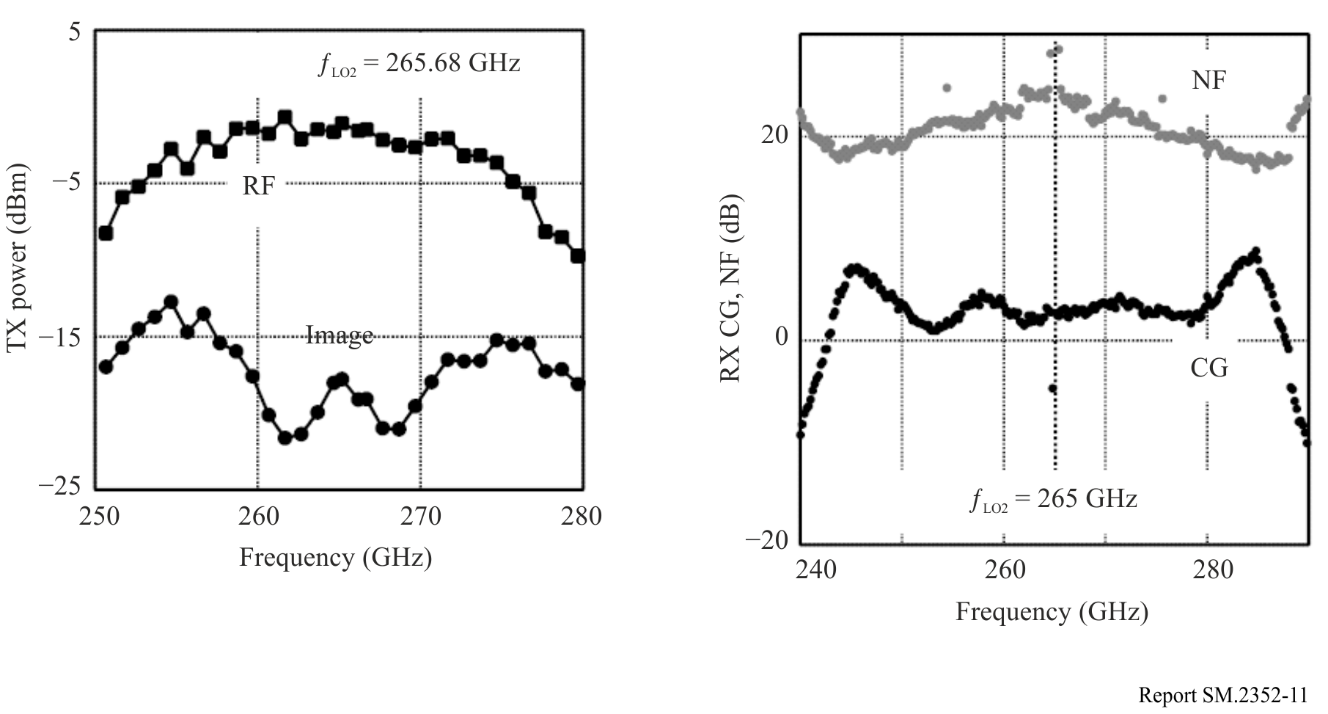 5
f LO2 = 265.68 GHz
RF
−5
TX power (dBm)
Image
−15
−25
250 260 270 280
Frequency (GHz)
NF
20
RX CG, NF (dB)
0
CG
f LO2 = 265 GHz
−20
240 260 280
Frequency (GHz)
Report SM.2352-11